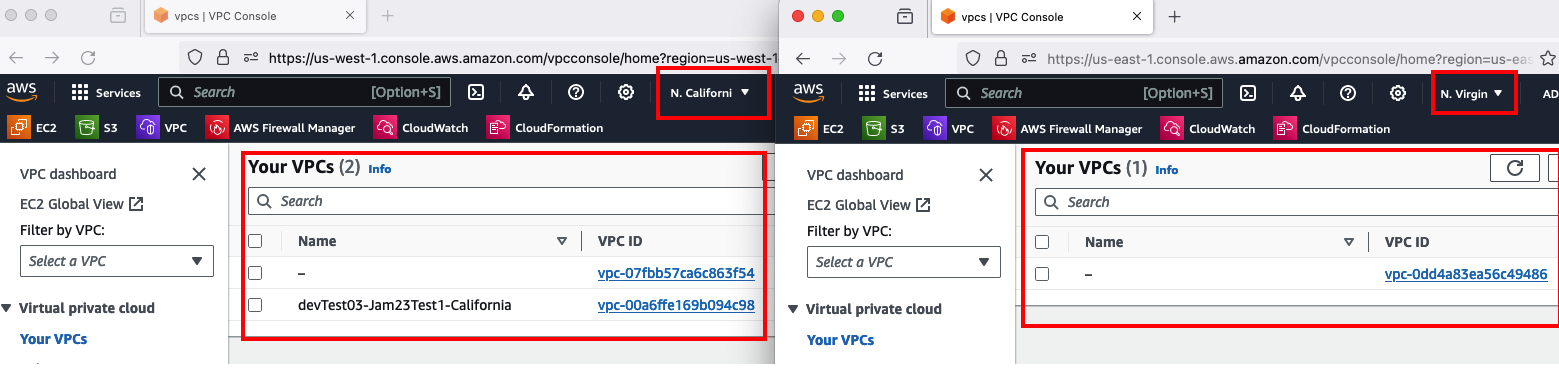 vpcs | VPC Console
https://us-west-1.console.aws.amazon.com/vpcconsole/home?region=us-west-1
aws
Services
Search
[Option+S]
N. Californi
EC2
S3
VPC
AWS Firewall Manager
CloudWatch
CloudFormation
VPC dashboard
EC2 Global View
Filter by VPC:
Select a VPC
Virtual private cloud
Your VPCs
Your VPCs (2) Info
Search
Name VPC ID
– vpc-07fbb57ca6c863f54
devTest03-Jam23Test1-California vpc-00a6ffe169b094c98
vpcs | VPC Console
https://us-east-1.console.aws.amazon.com/vpcconsole/home?region=us-eas
aws
Services
Search
[Option+S]
N. Virgin
AD
EC2
S3
VPC
AWS Firewall Manager
CloudWatch
CloudFormation
VPC dashboard
EC2 Global View
Filter by VPC:
Select a VPC
Virtual private cloud
Your VPCs
Your VPCs (1) Info
Search
Name VPC ID
– vpc-0dd4a83ea56c49486